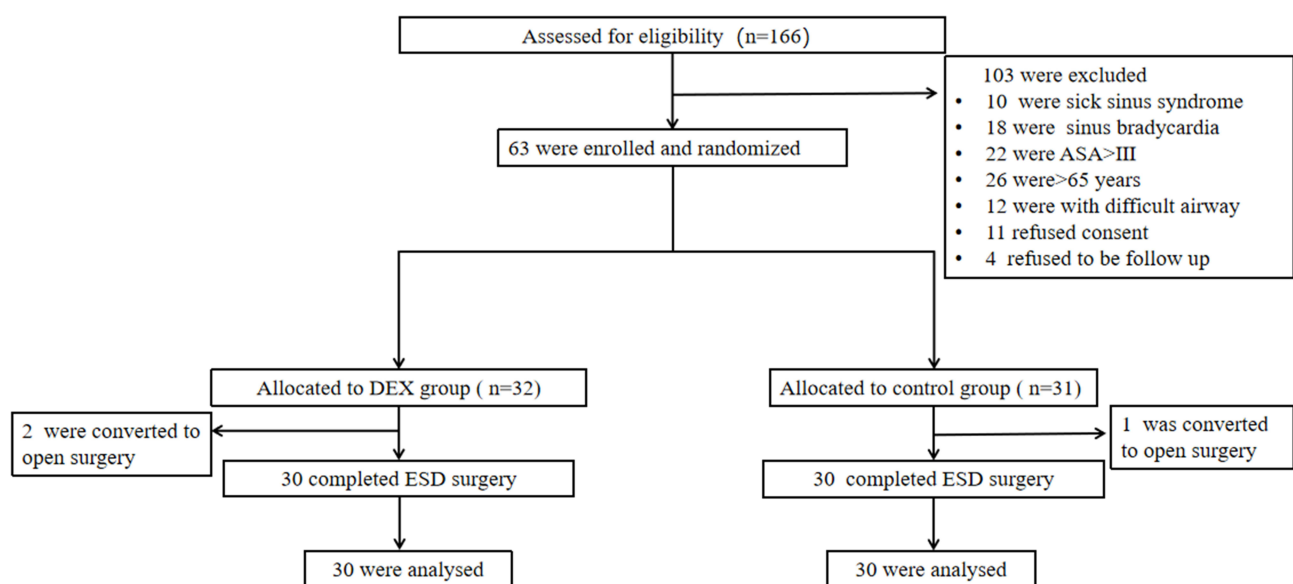 Assessed for eligibility (n=166)
103 were excluded
• 10 were sick sinus syndrome
• 18 were sinus bradycardia
• 22 were ASA>III
• 26 were>65 years
• 12 were with difficult airway
• 11 refused consent
• 4 refused to be follow up
63 were enrolled and randomized
Allocated to DEX group ( n=32)
Allocated to control group ( n=31)
2 were converted to
open surgery
1 was converted
to open surgery
30 completed ESD surgery
30 completed ESD surgery
30 were analysed
30 were analysed